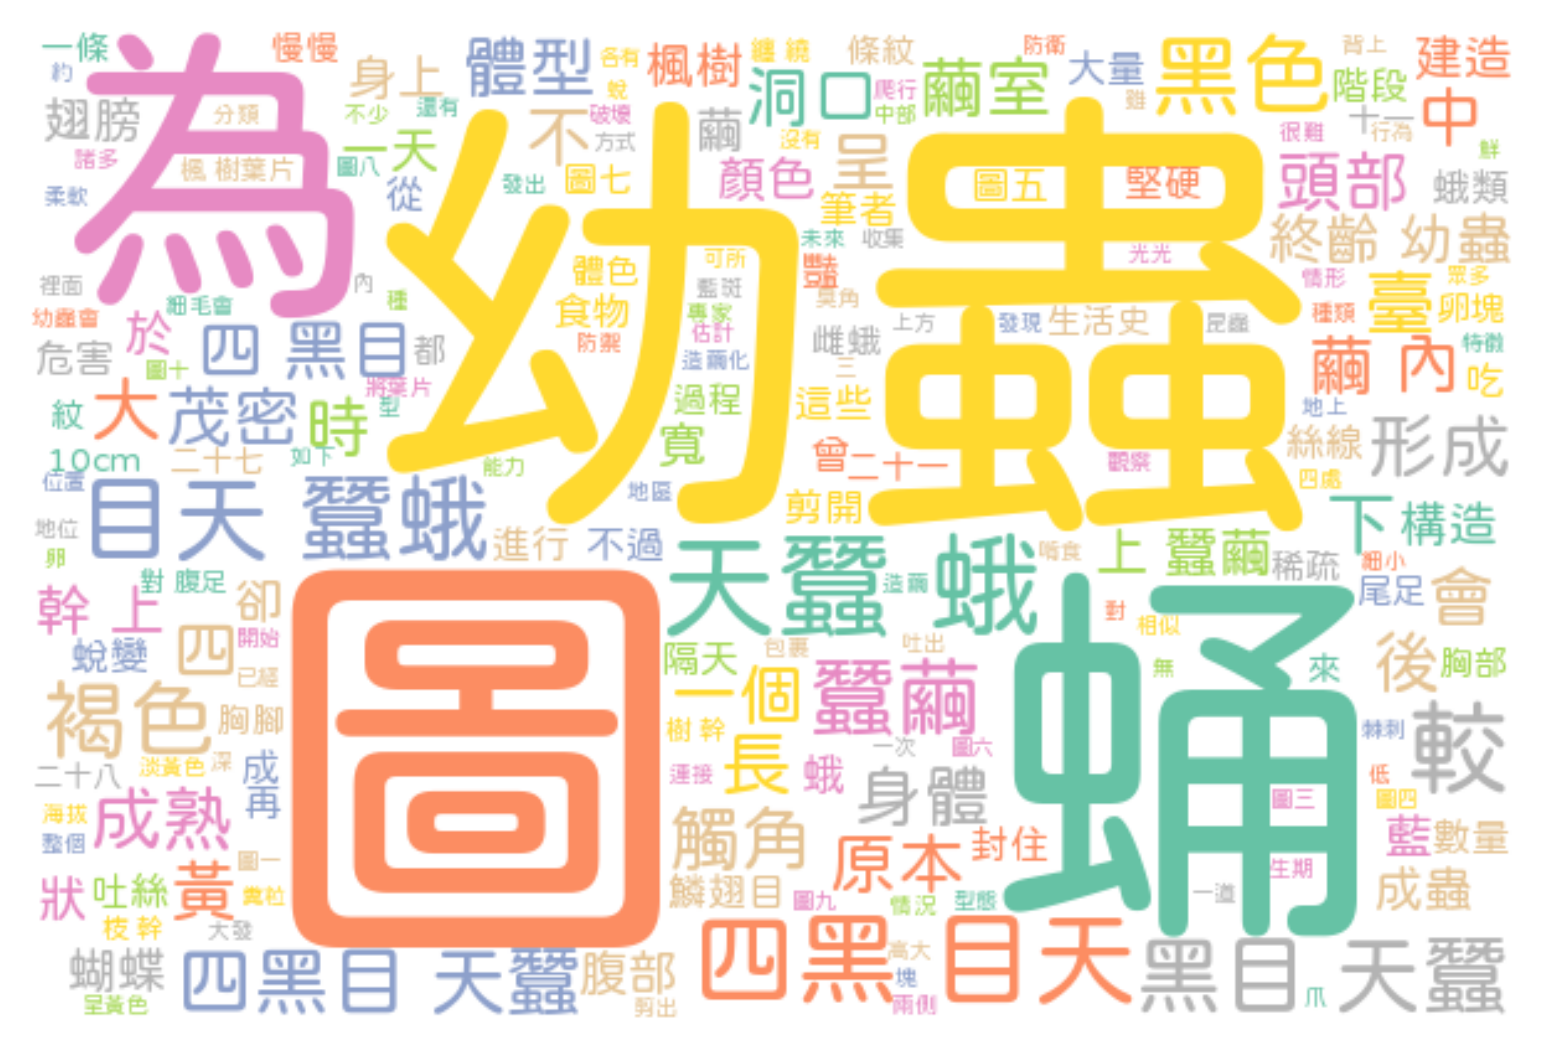 一條
慢慢
身上
體型
各有
楓樹
纏 繞
條紋
防衛
大量
黑色
背上
建造
約
為
蛻
洞口
爬行
繭室
階段
翅膀
分類
不少
還有
不
破壞
方式
繭
中部
雖
十一
中
諸多
楓 樹葉片
一天
圖八
沒有
呈
很難
行為
鮮
柔軟
從
發出
圖七
顏色
筆者
圖五
堅硬
頭部
蛾類
幼蟲
未來
收集
光光
終齡 幼蟲
裡面
細毛會
內
種
體色
可所
豔
藍斑
臭角
情形
眾多
臺
卵塊
幼蟲會
於
四 黑目
食物
專家
估計
上方
發現
生活史
昆蟲
種類
危害
圖十
都
防禦
造繭化
雌蛾
三
繭 內
特徵
吃
將葉片
型
紋
大
茂密
時
過程
這些
地上
寬
絲線
形成
10cm
二十七
如下
能力
曾
二十一
觀察
四處
位置
目天 蠶蛾
地區
剪開
下
構造
地位
進行
不過
天蠶 蛾
啃食
上
蠶繭
稀疏
細小
卵
對
腹足
造繭
尾足
會
幹 上
卻
圖
對
相似
蛹
蛻變
四
開始
隔天
包裹
吐出
無
來
後
胸部
已經
一個
蠶繭
褐色
胸腳
樹 幹
一次
圖六
棘刺
較
二十八
淡黃色
深
成
連接
長
蛾
身體
低
海拔
成熟
再
圖三
圖四
整個
觸角
原本
封住
藍
數量
圖一
狀
吐絲
黃
糞粒
鱗翅目
圖九
情況
型態
生期
一道
成蟲
枝 幹
大發
蝴蝶
四黑目 天蠶
腹部
四黑目天
高大
塊
黑目 天蠶
呈黃色
剪出
兩側
爪